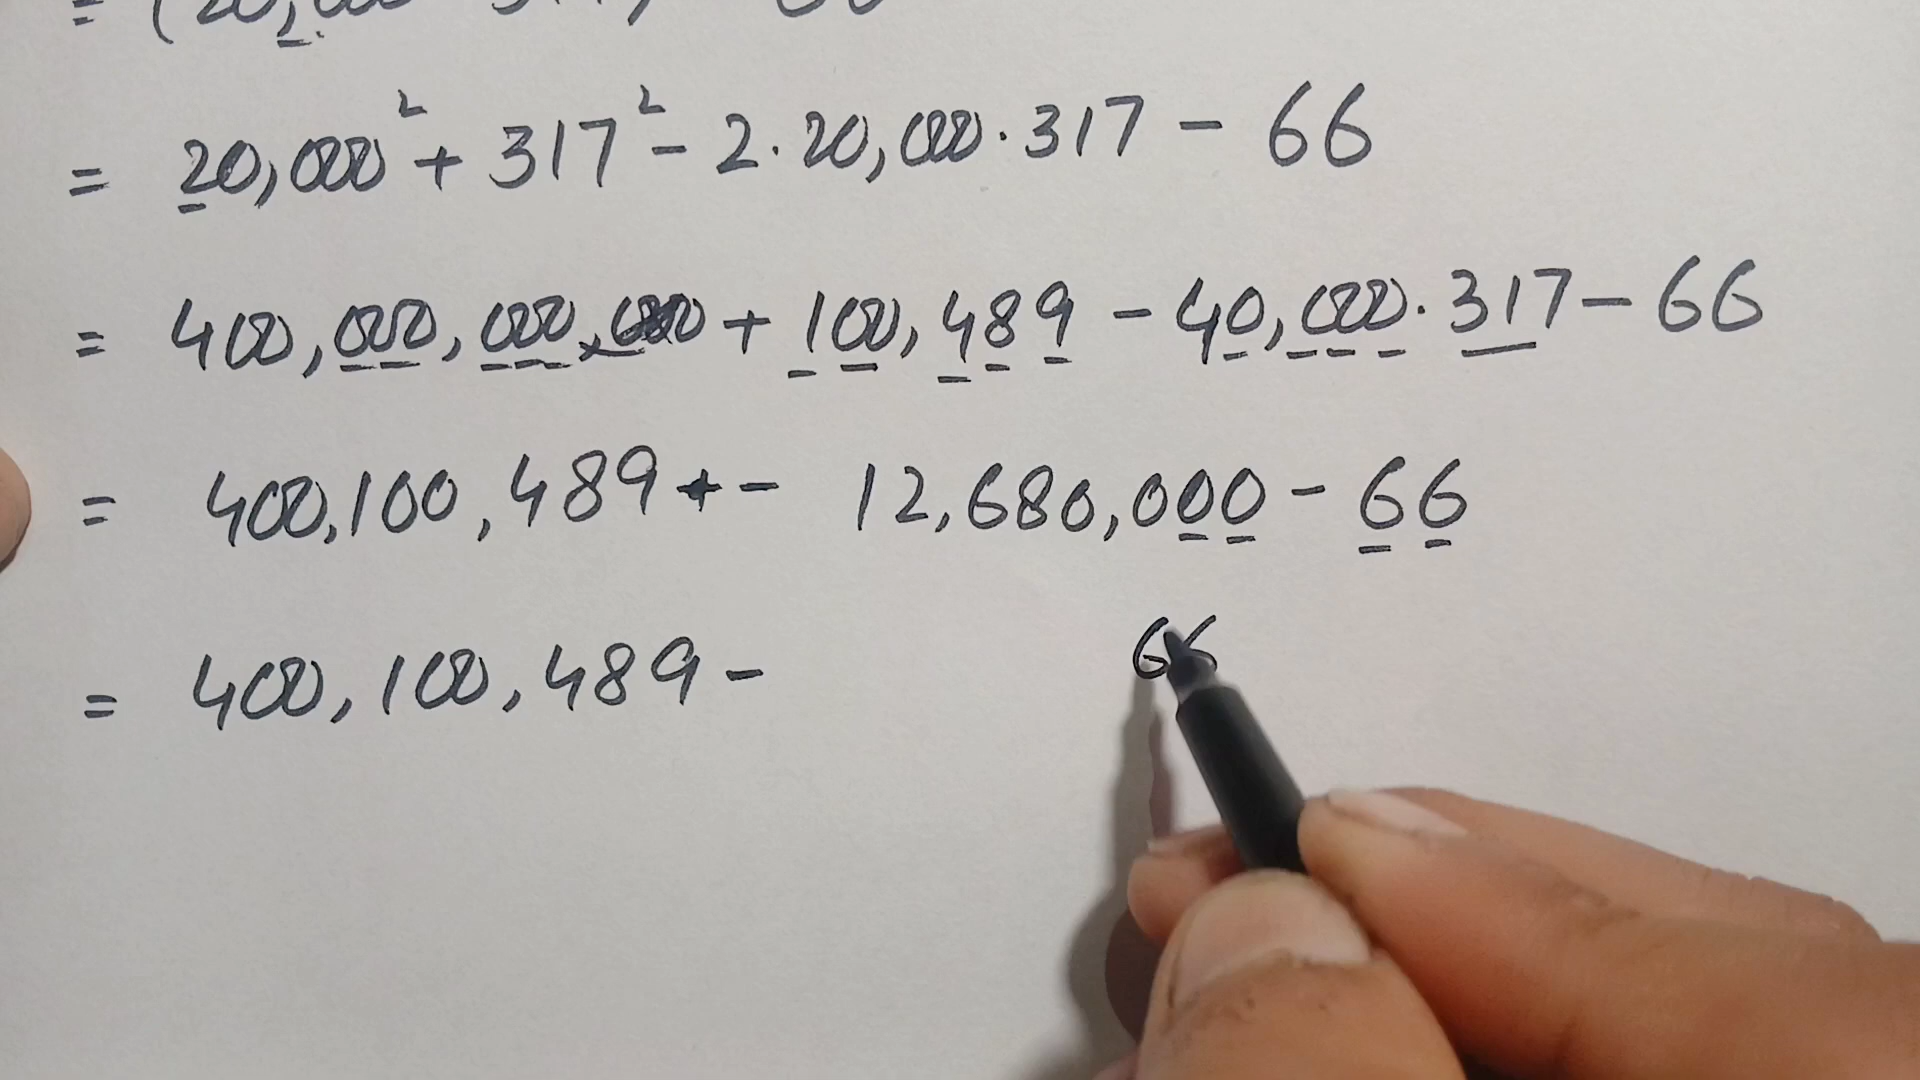 = 20,000² + 317² - 2·20,000·317 - 66
= 400,000,000, + 100,489 - 40,000·317 - 66
= 400,100,489 - 12,680,000 - 66
= 400,100,489 - 66